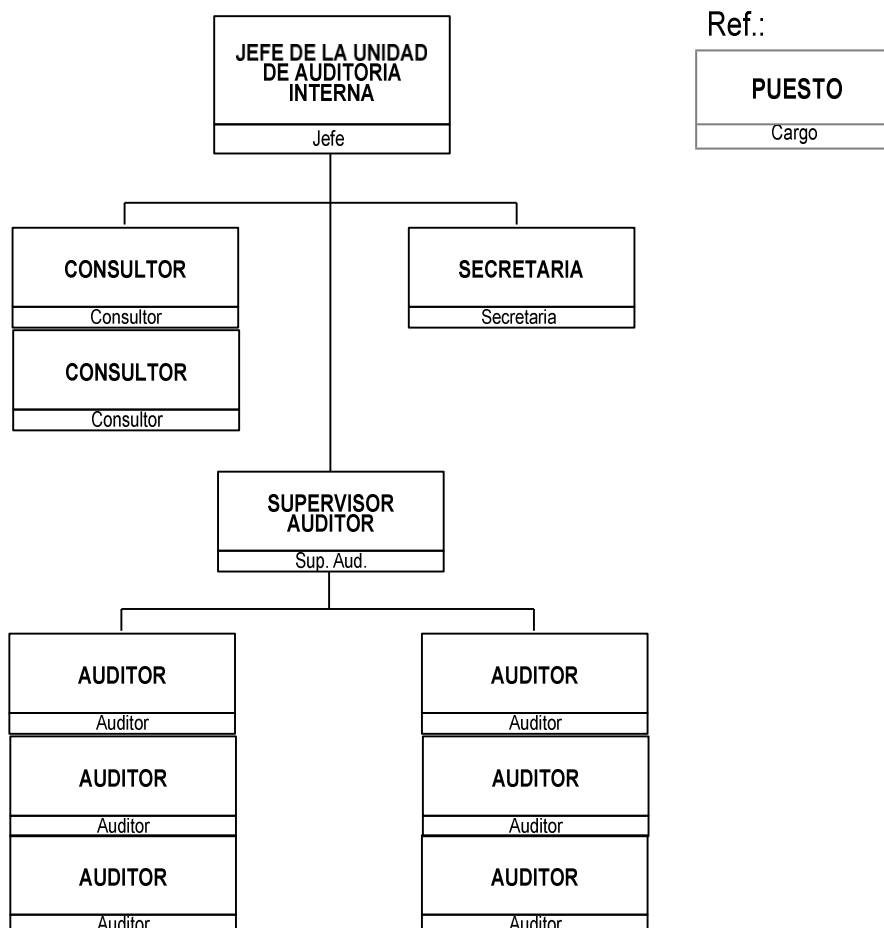 Ref.:
JEFE DE LA UNIDAD
DE AUDITORIA
INTERNA
Jefe
PUESTO
Cargo
CONSULTOR
Consultor
SECRETARIA
Secretaria
CONSULTOR
Consultor
SUPERVISOR
AUDITOR
Sup. Aud.
AUDITOR
Auditor
AUDITOR
Auditor
AUDITOR
Auditor
AUDITOR
Auditor
AUDITOR
Auditor
AUDITOR
Auditor